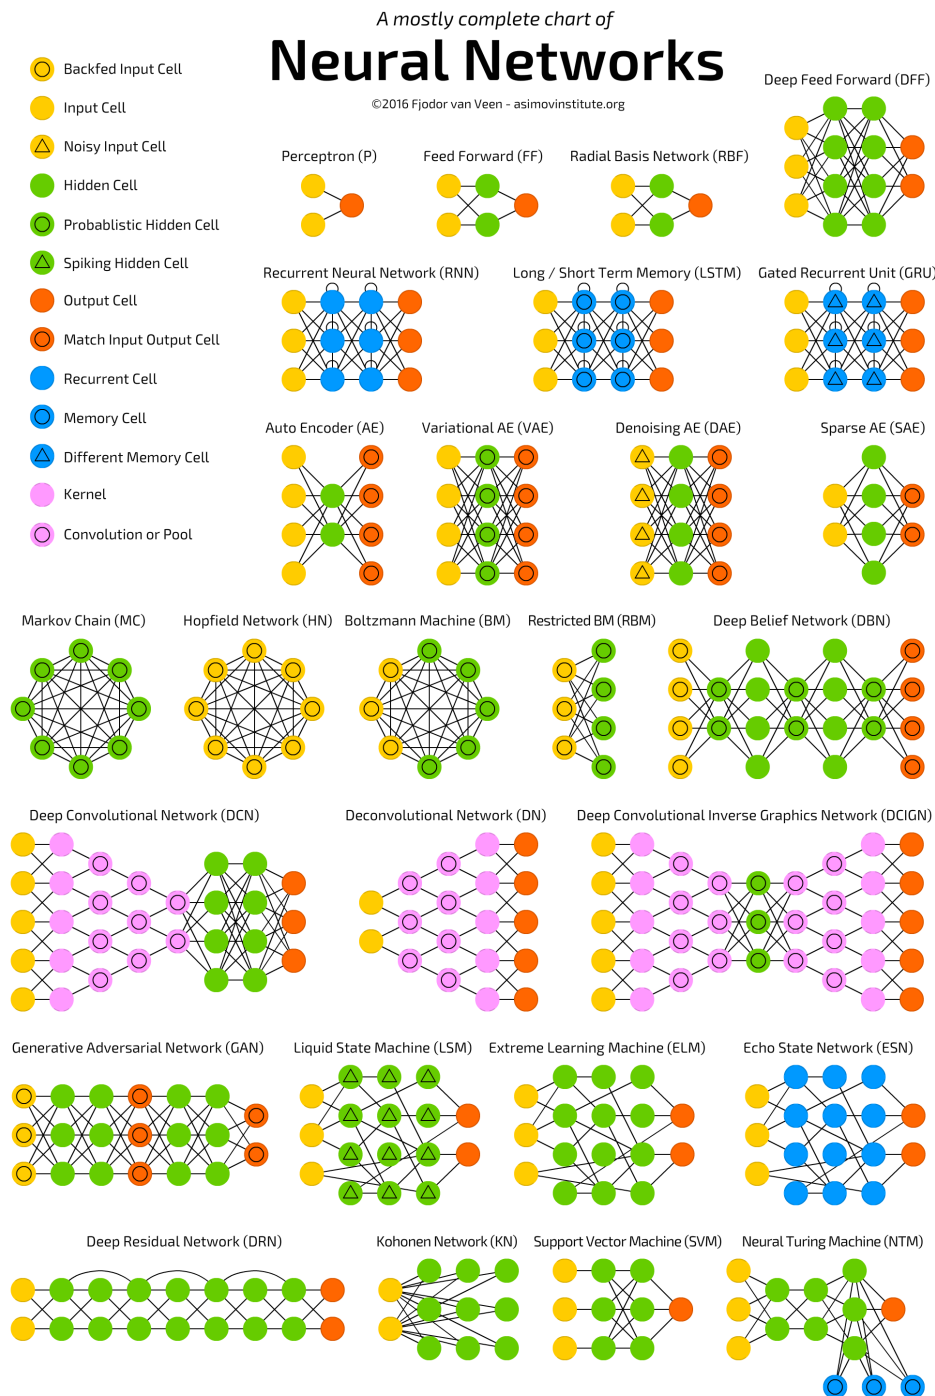 A mostly complete chart of
Neural Networks
©2016 Fjodor van Veen - asimovinstitute.org
Backfed Input Cell
Input Cell
Noisy Input Cell
Hidden Cell
Probablistic Hidden Cell
Spiking Hidden Cell
Output Cell
Match Input Output Cell
Recurrent Cell
Memory Cell
Different Memory Cell
Kernel
Convolution or Pool
Deep Feed Forward (DFF)
Perceptron (P)
Feed Forward (FF)
Radial Basis Network (RBF)
Recurrent Neural Network (RNN)
Long / Short Term Memory (LSTM)
Gated Recurrent Unit (GRU)
Auto Encoder (AE)
Variational AE (VAE)
Denoising AE (DAE)
Sparse AE (SAE)
Markov Chain (MC)
Hopfield Network (HN)
Boltzmann Machine (BM)
Restricted BM (RBM)
Deep Belief Network (DBN)
Deep Convolutional Network (DCN)
Deconvolutional Network (DN)
Deep Convolutional Inverse Graphics Network (DCIGN)
Generative Adversarial Network (GAN)
Liquid State Machine (LSM)
Extreme Learning Machine (ELM)
Echo State Network (ESN)
Deep Residual Network (DRN)
Kohonen Network (KN)
Support Vector Machine (SVM)
Neural Turing Machine (NTM)